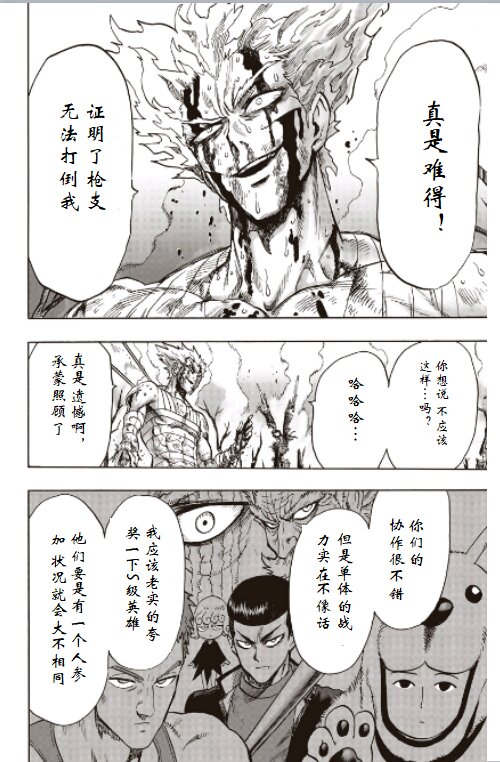 真是难得！
证明了枪支
无法打倒我
你想说 不应该
这样…吗？
哈哈哈…
真是遗憾啊，
承蒙照顾了
你们的
协作很
不错
但是单体的战
力实在不像话
我应该老实的夸
奖一下S级英雄
他们要是有一个人参
加 状况就会大不相同